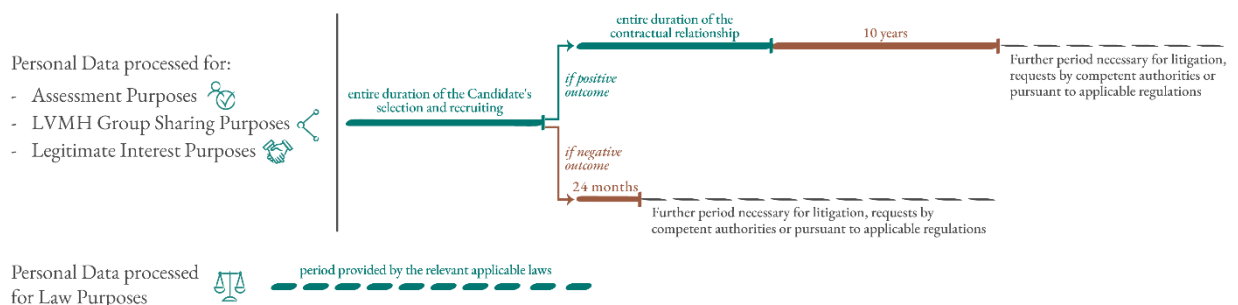 Personal Data processed for:
- Assessment Purposes
- LVMH Group Sharing Purposes
- Legitimate Interest Purposes
entire duration of the Candidate's
selection and recruiting
if positive
outcome
entire duration of the
contractual relationship
10 years
Further period necessary for litigation,
requests by competent authorities or
pursuant to applicable regulations
if negative
outcome
24 months
Further period necessary for litigation, requests by
competent authorities or pursuant to applicable regulations
Personal Data processed
for Law Purposes
period provided by the relevant applicable laws